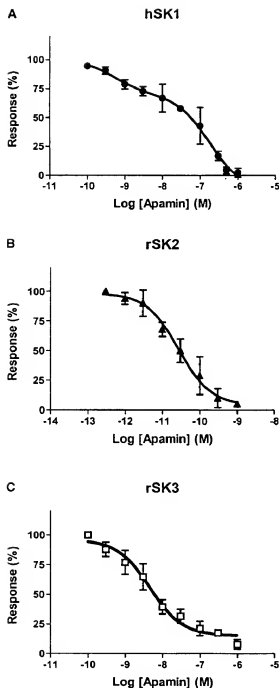 A
hSK1
Response (%)
100
75
50
25
0
-11 -10 -9 -8 -7 -6 -5
Log [Apamin] (M)
B
rSK2
Response (%)
100
75
50
25
0
-14 -13 -12 -11 -10 -9 -8
Log [Apamin] (M)
C
rSK3
Response (%)
100
75
50
25
0
-11 -10 -9 -8 -7 -6 -5
Log [Apamin] (M)